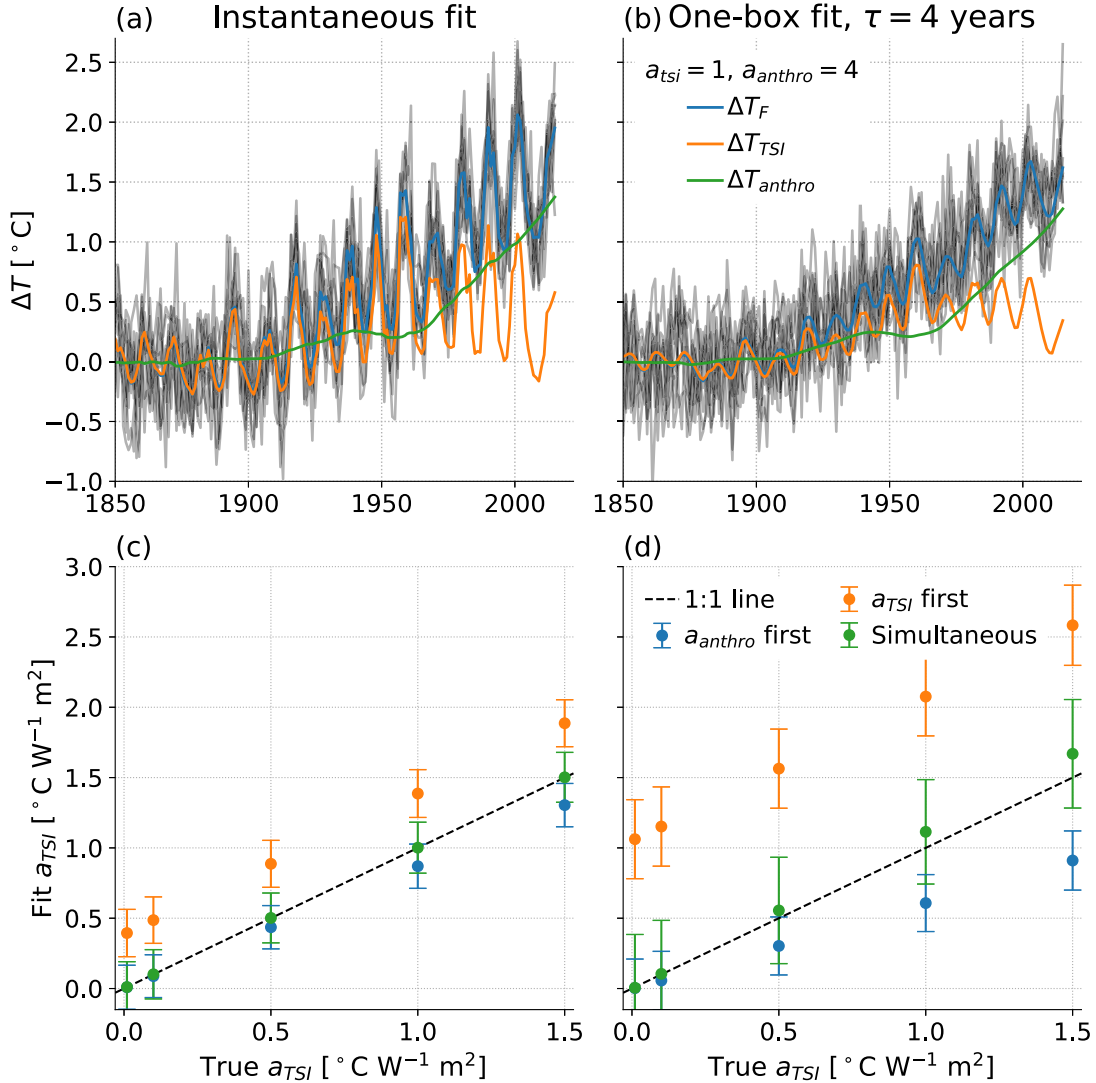 (a) Instantaneous fit
(b) One-box fit, τ = 4 years
ΔT [°C]
2.5
2.0
1.5
1.0
0.5
0.0
−0.5
−1.0
1850 1900 1950 2000
a_tsi = 1, a_anthro = 4
ΔT_F
ΔT_TSI
ΔT_anthro
1850 1900 1950 2000
(c)
(d)
Fit a_TSI [°C W⁻¹ m²]
3.0
2.5
2.0
1.5
1.0
0.5
0.0
0.0 0.5 1.0 1.5
True a_TSI [°C W⁻¹ m²]
1:1 line
a_anthro first
a_TSI first
Simultaneous
0.0 0.5 1.0 1.5
True a_TSI [°C W⁻¹ m²]